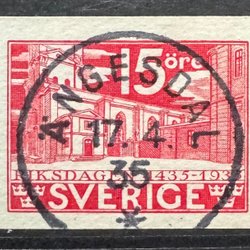 15 öre
ÄNGESDAL
17.4.
35
RIKSDAGEN 1435-1935
SVERIGE